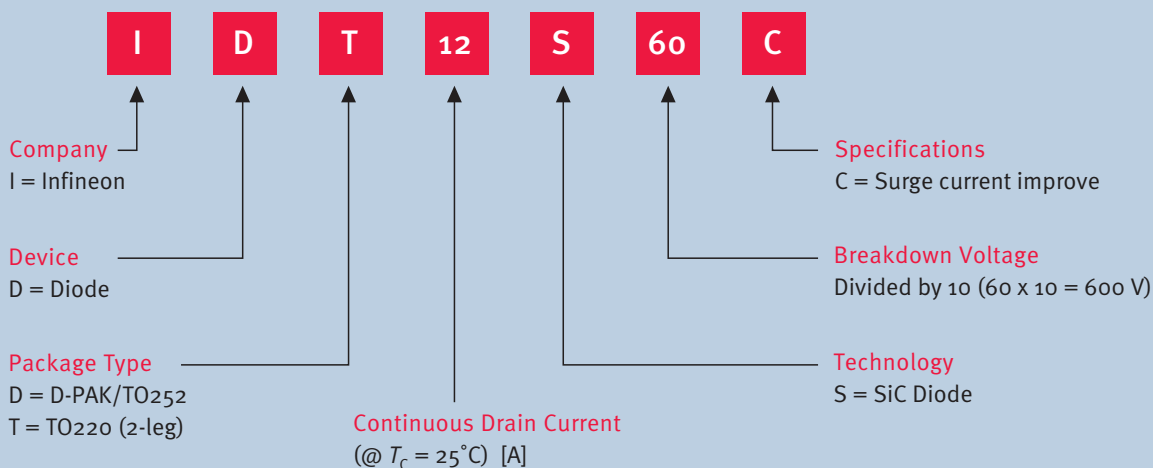 I D T 12 S 60 C
Company
I = Infineon
Device
D = Diode
Package Type
D = D-PAK/TO252
T = TO220 (2-leg)
Continuous Drain Current
(@ TC = 25°C) [A]
Specifications
C = Surge current improve
Breakdown Voltage
Divided by 10 (60 x 10 = 600 V)
Technology
S = SiC Diode